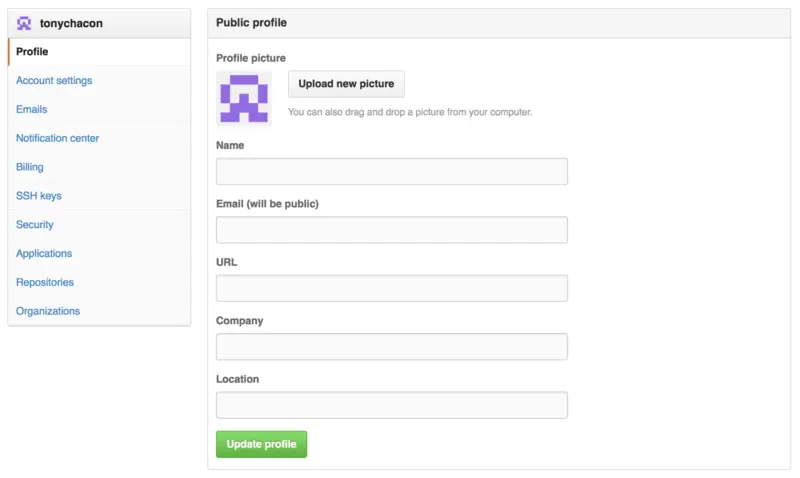 tonychacon
Profile
Account settings
Emails
Notification center
Billing
SSH keys
Security
Applications
Repositories
Organizations
Public profile
Profile picture
Upload new picture
You can also drag and drop a picture from your computer.
Name
Email (will be public)
URL
Company
Location
Update profile